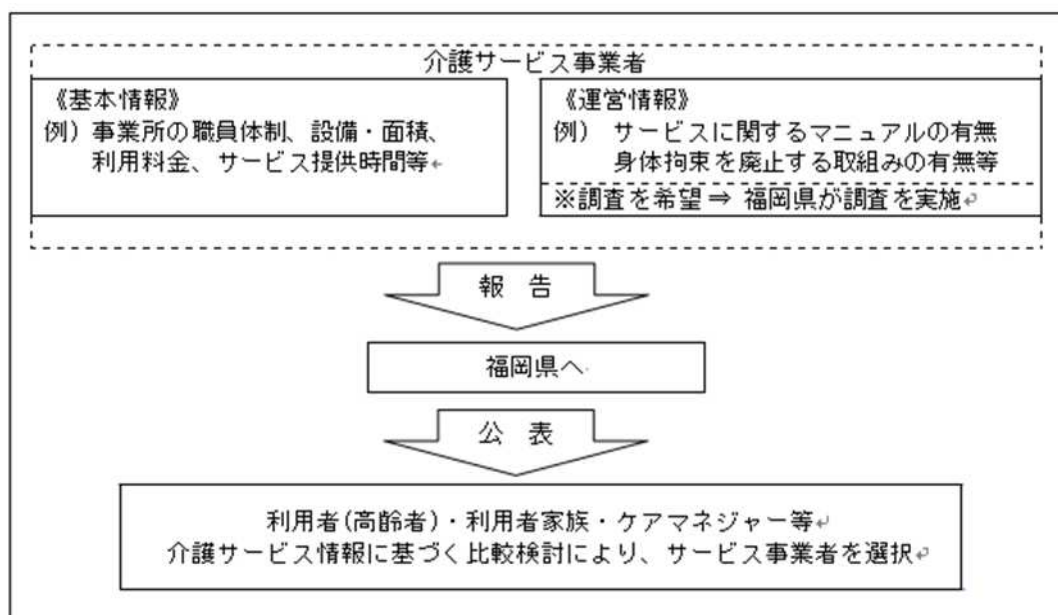 介護サービス事業者
《基本情報》
例）事業所の職員体制、設備・面積、
利用料金、サービス提供時間等↵
《運営情報》
例） サービスに関するマニュアルの有無
身体拘束を廃止する取組みの有無等
※調査を希望⇒ 福岡県が調査を実施↵
報 告
福岡県へ
公 表
利用者(高齢者)・利用者家族・ケアマネジャー等↵
介護サービス情報に基づく比較検討により、サービス事業者を選択↵